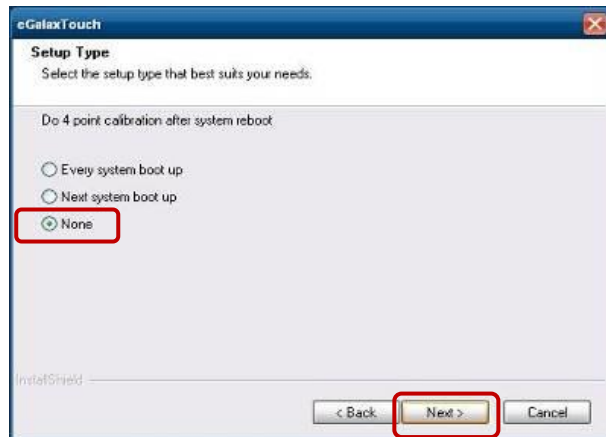 eGalaxTouch
Setup Type
Select the setup type that best suits your needs.
Do 4 point calibration after system reboot
Every system boot up
Next system boot up
None
InstallShield
< Back
Next >
Cancel